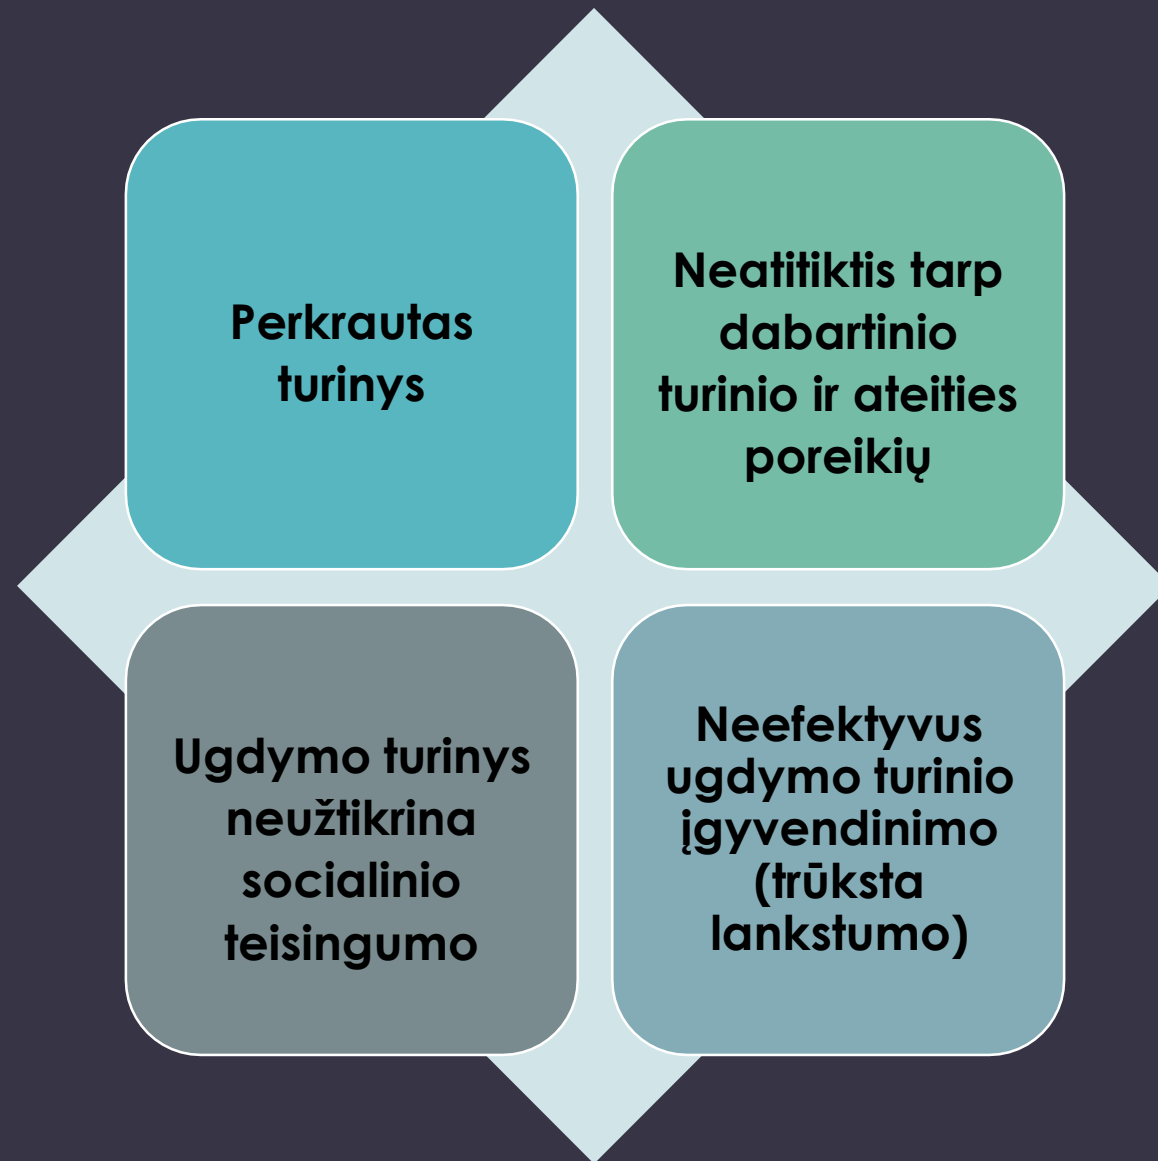 Perkrautas
turinys
Neatitiktis tarp
dabartinio
turinio ir ateities
poreikių
Ugdymo turinys
neužtikrina
socialinio
teisingumo
Neefektyvus
ugdymo turinio
įgyvendinimo
(trūksta
lankstumo)